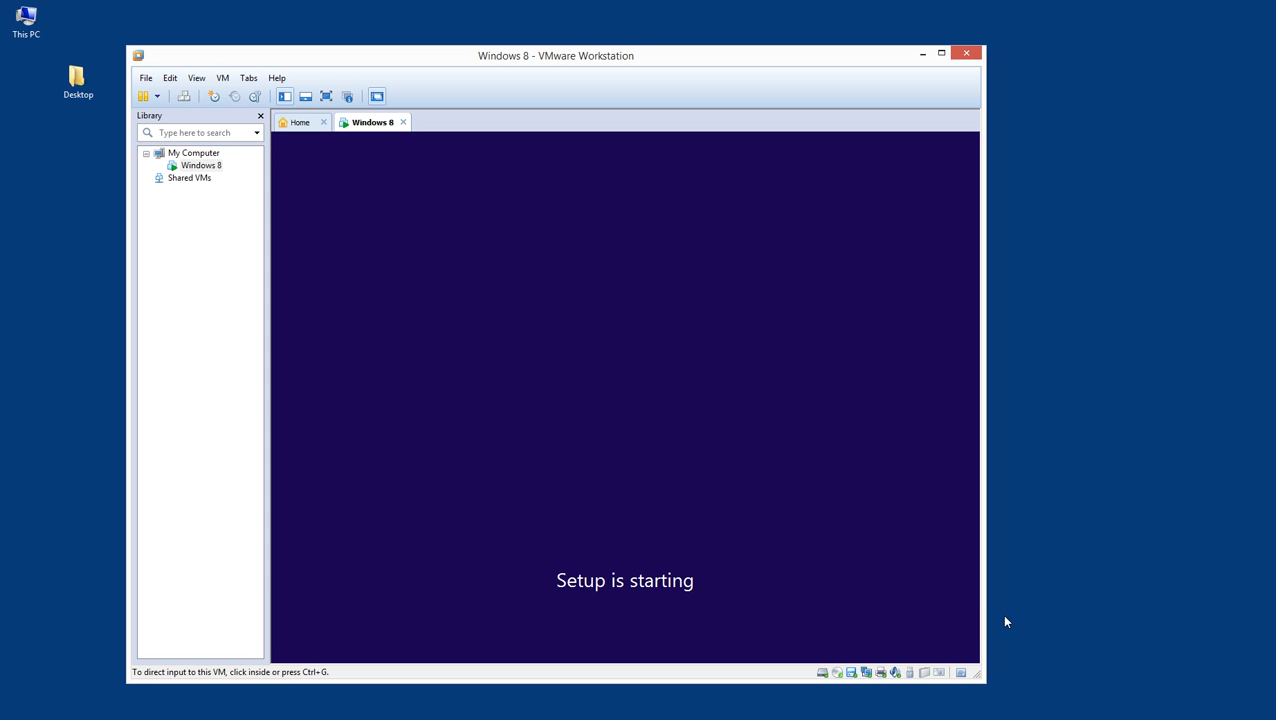 This PC
Desktop
Windows 8 - VMware Workstation
File Edit View VM Tabs Help
Library
Home
Windows 8
Type here to search
My Computer
Windows 8
Shared VMs
Setup is starting
To direct input to this VM, click inside or press Ctrl+G.